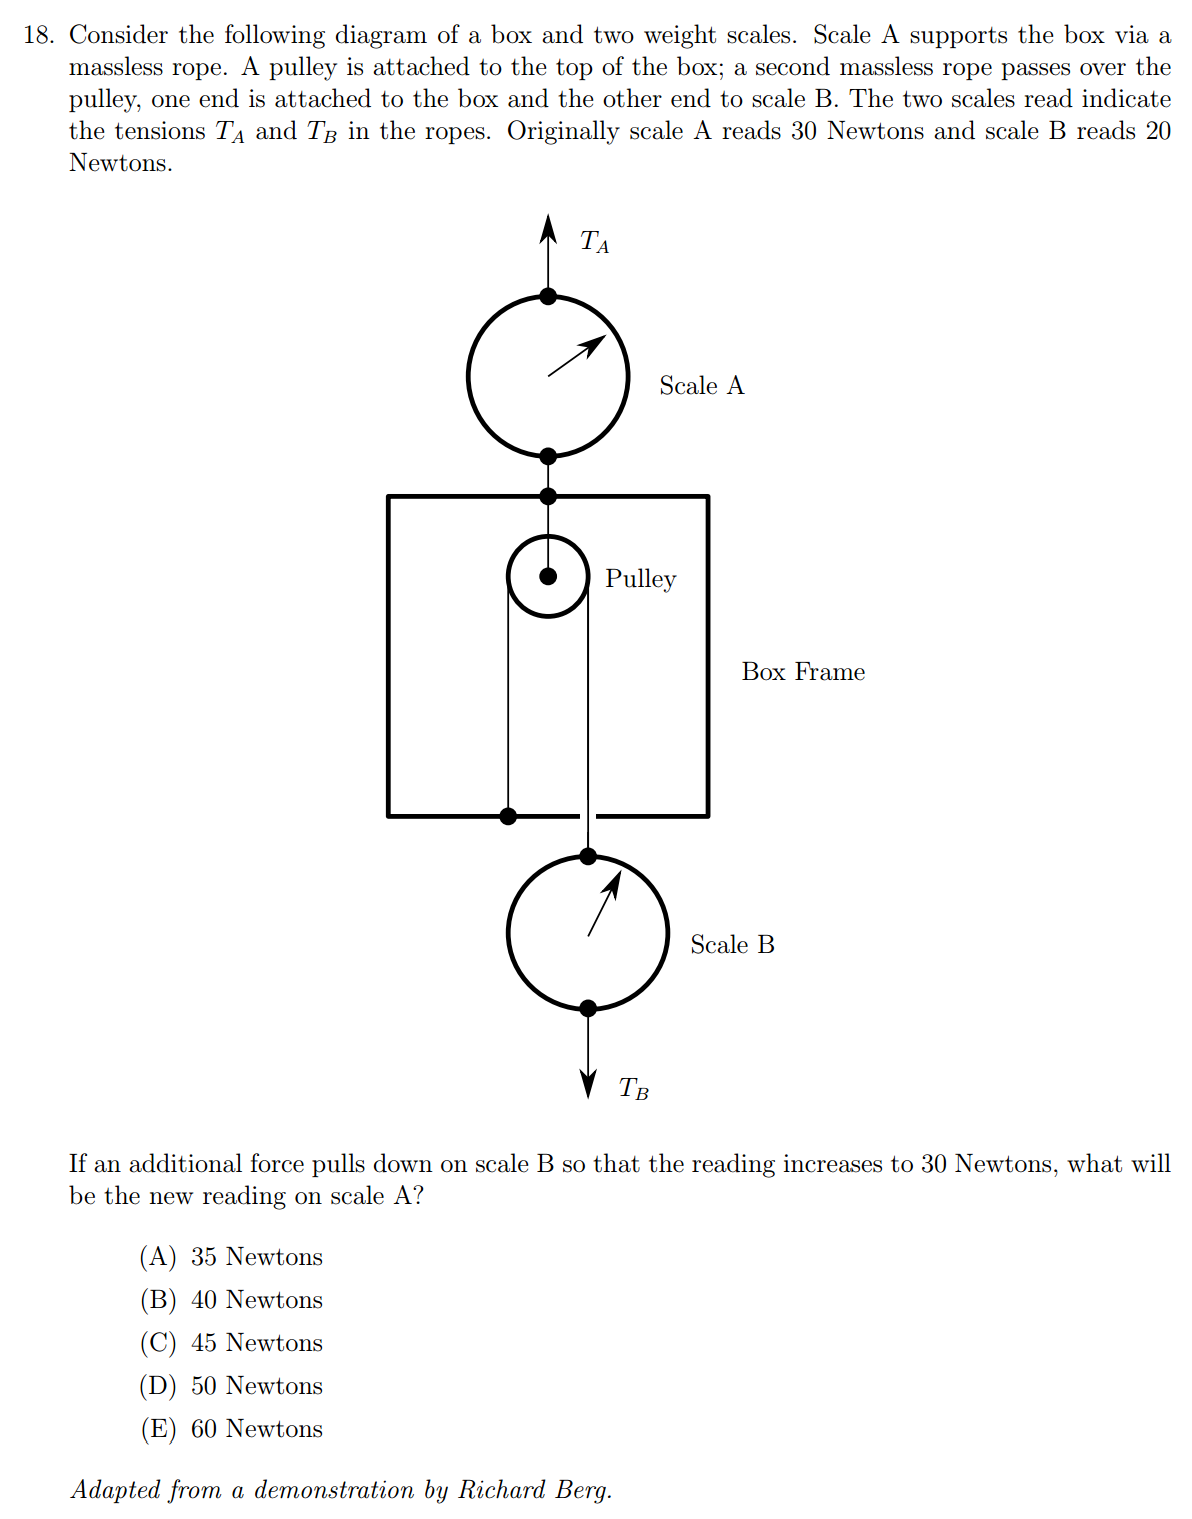 18. Consider the following diagram of a box and two weight scales. Scale A supports the box via a
massless rope. A pulley is attached to the top of the box; a second massless rope passes over the
pulley, one end is attached to the box and the other end to scale B. The two scales read indicate
the tensions T_A and T_B in the ropes. Originally scale A reads 30 Newtons and scale B reads 20
Newtons.
T_A
Scale A
Pulley
Box Frame
Scale B
T_B
If an additional force pulls down on scale B so that the reading increases to 30 Newtons, what will
be the new reading on scale A?
(A) 35 Newtons
(B) 40 Newtons
(C) 45 Newtons
(D) 50 Newtons
(E) 60 Newtons
Adapted from a demonstration by Richard Berg.